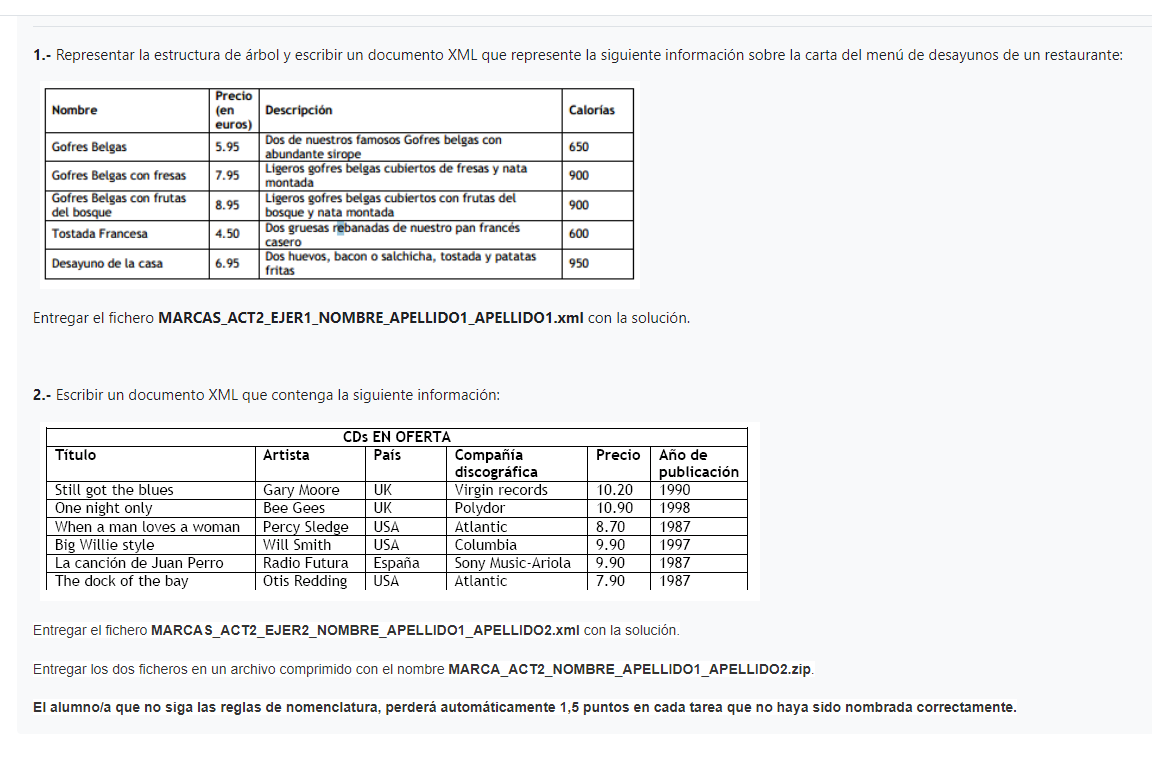 1.- Representar la estructura de árbol y escribir un documento XML que represente la siguiente información sobre la carta del menú de desayunos de un restaurante:
Nombre Precio (en euros) Descripción Calorías
Gofres Belgas 5.95 Dos de nuestros famosos Gofres belgas con abundante sirope 650
Gofres Belgas con fresas 7.95 Ligeros gofres belgas cubiertos de fresas y nata montada 900
Gofres Belgas con frutas del bosque 8.95 Ligeros gofres belgas cubiertos con frutas del bosque y nata montada 900
Tostada Francesa 4.50 Dos gruesas rebanadas de nuestro pan francés casero 600
Desayuno de la casa 6.95 Dos huevos, bacon o salchicha, tostada y patatas fritas 950
Entregar el fichero MARCAS_ACT2_EJER1_NOMBRE_APELLIDO1_APELLIDO1.xml con la solución.
2.- Escribir un documento XML que contenga la siguiente información:
CDs EN OFERTA
Título Artista País Compañía discográfica Precio Año de publicación
Still got the blues Gary Moore UK Virgin records 10.20 1990
One night only Bee Gees UK Polydor 10.90 1998
When a man loves a woman Percy Sledge USA Atlantic 8.70 1987
Big Willie style Will Smith USA Columbia 9.90 1997
La canción de Juan Perro Radio Futura España Sony Music-Ariola 9.90 1987
The dock of the bay Otis Redding USA Atlantic 7.90 1987
Entregar el fichero MARCAS_ACT2_EJER2_NOMBRE_APELLIDO1_APELLIDO2.xml con la solución.
Entregar los dos ficheros en un archivo comprimido con el nombre MARCA_ACT2_NOMBRE_APELLIDO1_APELLIDO2.zip.
El alumno/a que no siga las reglas de nomenclatura, perderá automáticamente 1,5 puntos en cada tarea que no haya sido nombrada correctamente.